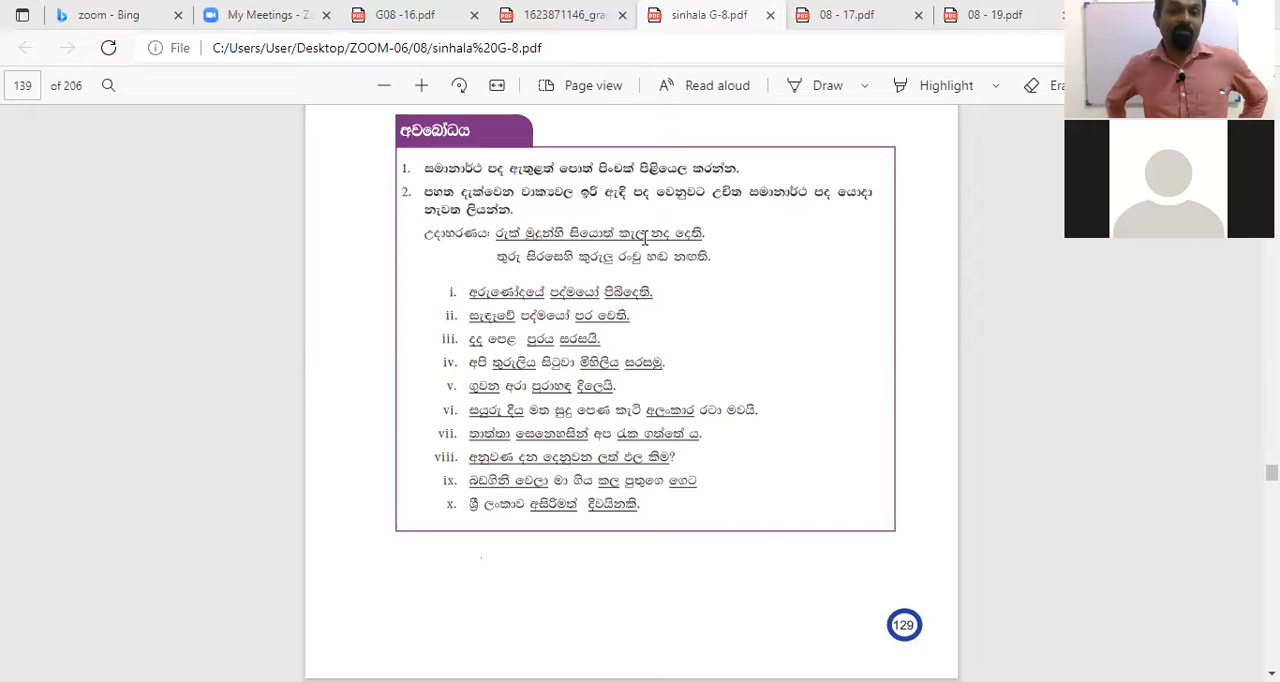 zoom - Bing
My Meetings - Z
G08 -16.pdf
1623871146_grac
sinhala G-8.pdf
08 - 17.pdf
08 - 19.pdf
File C:/Users/User/Desktop/ZOOM-06/08/sinhala%20G-8.pdf
139 of 206 Page view Read aloud Draw Highlight Era
අවබෝධය
1. සමානාර්ථ පද ඇතුළත් පොත් පිංචක් පිළියෙල කරන්න.
2. පහත දැක්වෙන වාක්‍යවල ඉරි ඇඳි පද වෙනුවට උචිත සමානාර්ථ පද යොදා
නැවත ලියන්න.
උදාහරණය: රුක් මුදුන්හි සියොත් කැල නද දෙති.
තුරු සිරසෙහි කුරුලු රංචු හඬ නඟති.
i. අරුණෝදයේ පද්මයෝ පිබිදෙති.
ii. සැඳෑවේ පද්මයෝ පර වෙති.
iii. දද පෙළ පුරය සරසයි.
iv. අපි තුරුලිය සිටුවා මිහිලිය සරසමු.
v. ගුවන අරා පුරාහඳ දිලෙයි.
vi. සයුරු දිය මත සුදු පෙණ කැටි අලංකාර රටා මවයි.
vii. තාත්තා සෙනෙහසින් අප රැක ගත්තේ ය.
viii. අනුවණ දන දෙනුවන ලත් ඵල කිම?
ix. බඩගිනි වෙලා මා ගිය කල පුතුගෙ ගෙට
x. ශ්‍රී ලංකාව අසිරිමත් දිවයිනකි.
129